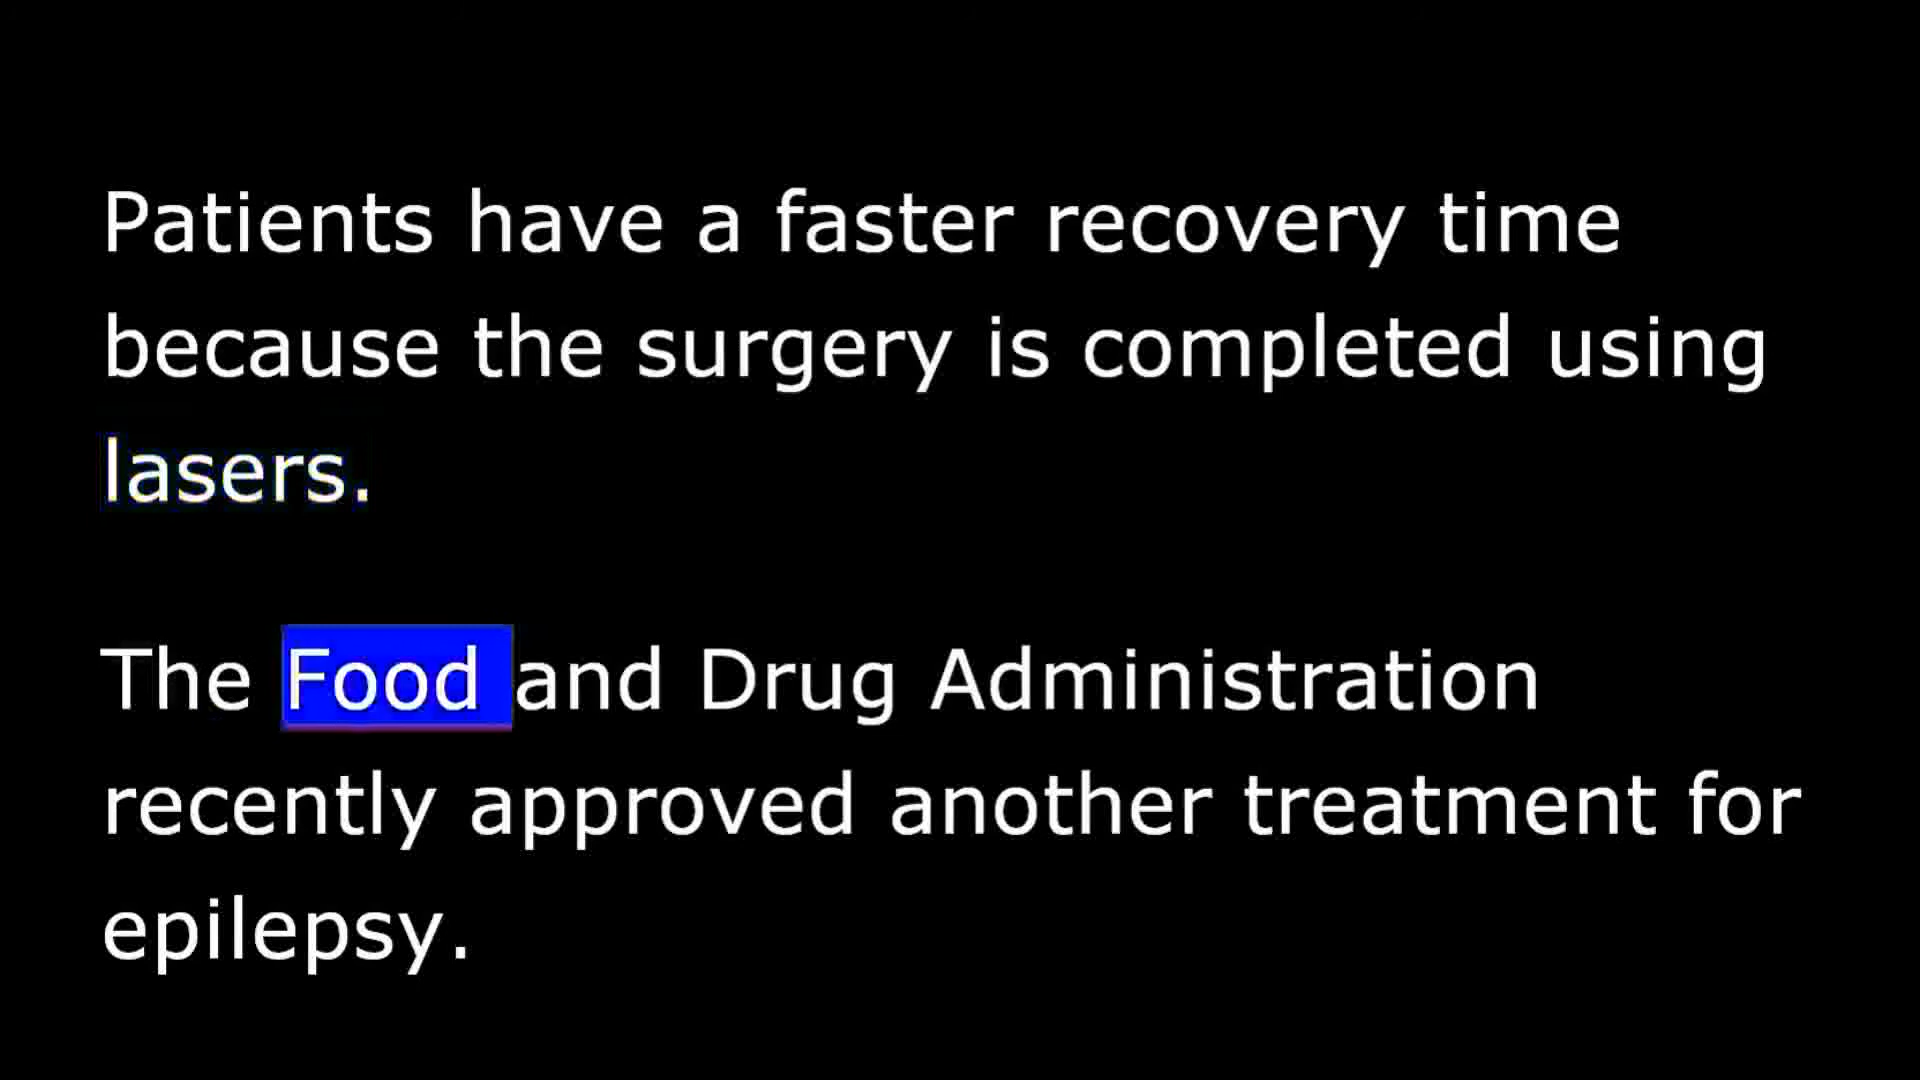 Patients have a faster recovery time
because the surgery is completed using
lasers.
The Food and Drug Administration
recently approved another treatment for
epilepsy.